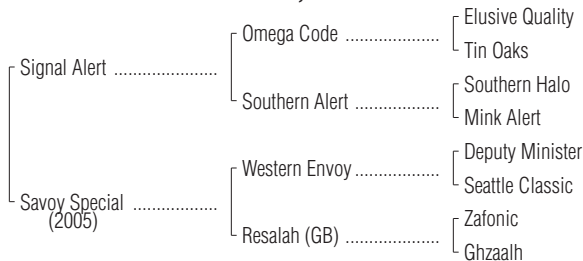 Elusive Quality
Omega Code ....................
Tin Oaks
Signal Alert ......................
Southern Halo
Southern Alert ..................
Mink Alert
Deputy Minister
Western Envoy..................
Seattle Classic
Savoy Special ..................
(2005)
Zafonic
Resalah (GB) ....................
Ghzaalh